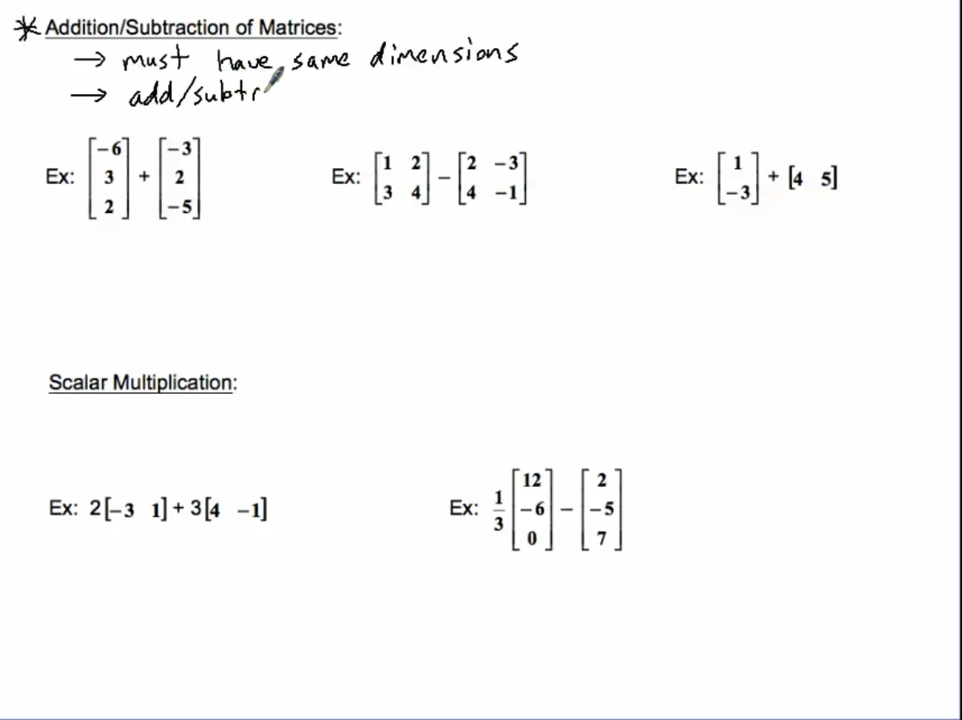 * Addition/Subtraction of Matrices:
→ must have same dimensions
→ add/subtr
Ex: [-6 3 2] + [-3 2 -5]
Ex: [1 2 3 4] - [2 -3 4 -1]
Ex: [1 -3] + [4 5]
Scalar Multiplication:
Ex: 2[-3 1] + 3[4 -1]
Ex: 1/3 [12 -6 0] - [2 -5 7]